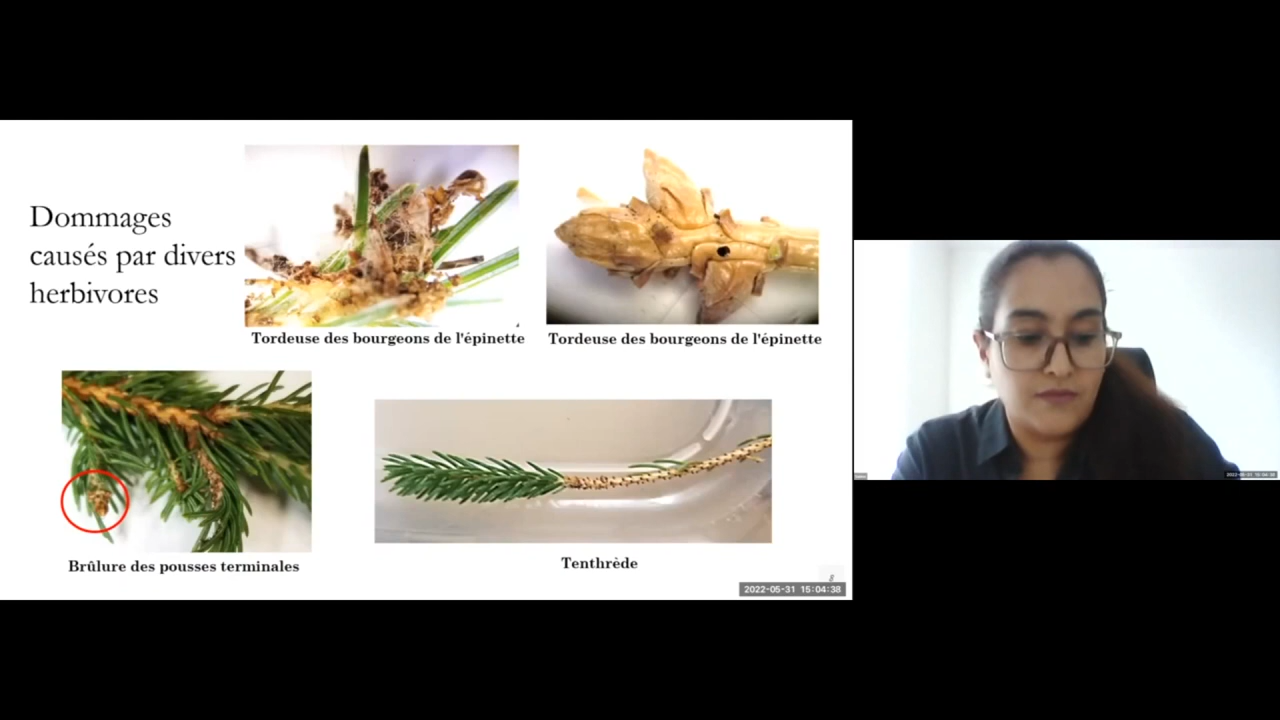 Dommages
causés par divers
herbivores
Tordeuse des bourgeons de l'épinette
Tordeuse des bourgeons de l'épinette
Brûlure des pousses terminales
Tenthrède
2022-05-31 15:04:38